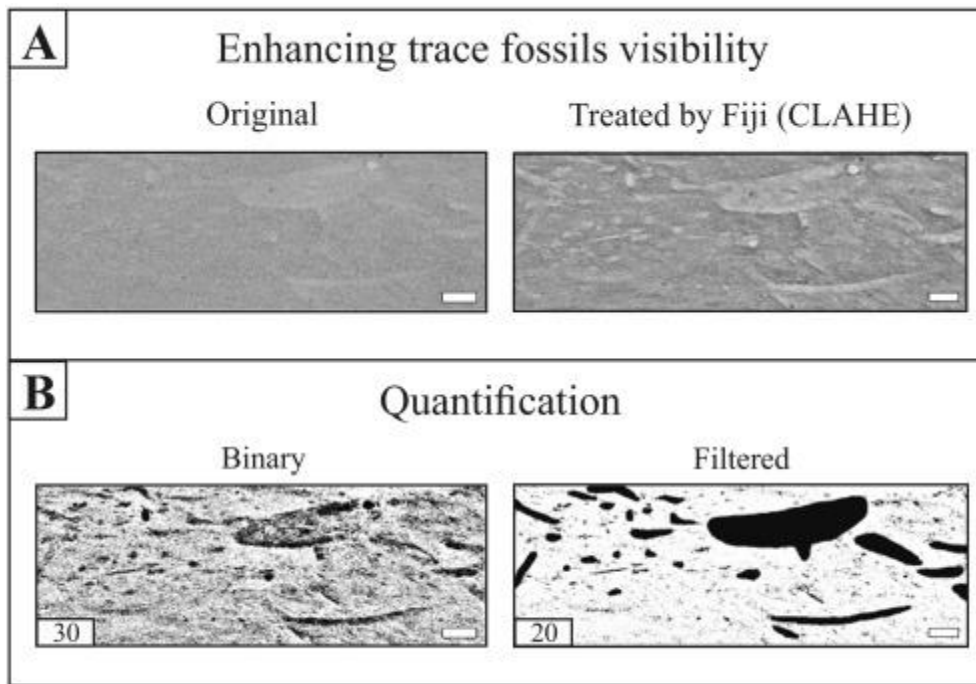 A
Enhancing trace fossils visibility
Original
Treated by Fiji (CLAHE)
B
Quantification
Binary
Filtered
30
20